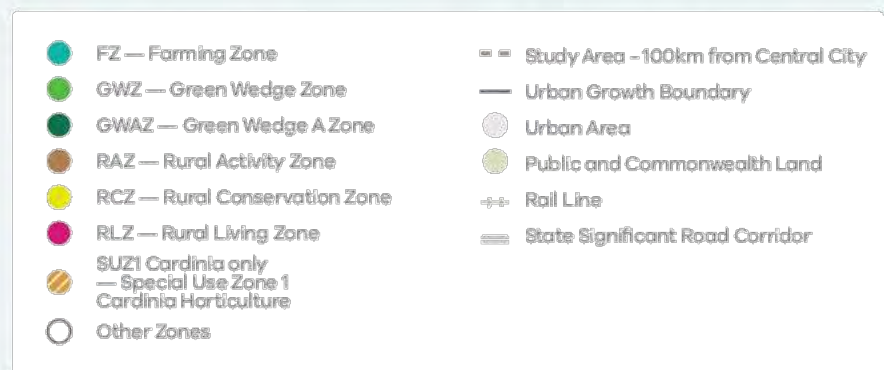 FZ — Farming Zone
GWZ — Green Wedge Zone
GWAZ — Green Wedge A Zone
RAZ — Rural Activity Zone
RCZ — Rural Conservation Zone
RLZ — Rural Living Zone
SUZ1 Cardinia only
— Special Use Zone 1
Cardinia Horticulture
Other Zones
Study Area - 100km from Central City
Urban Growth Boundary
Urban Area
Public and Commonwealth Land
Rail Line
State Significant Road Corridor